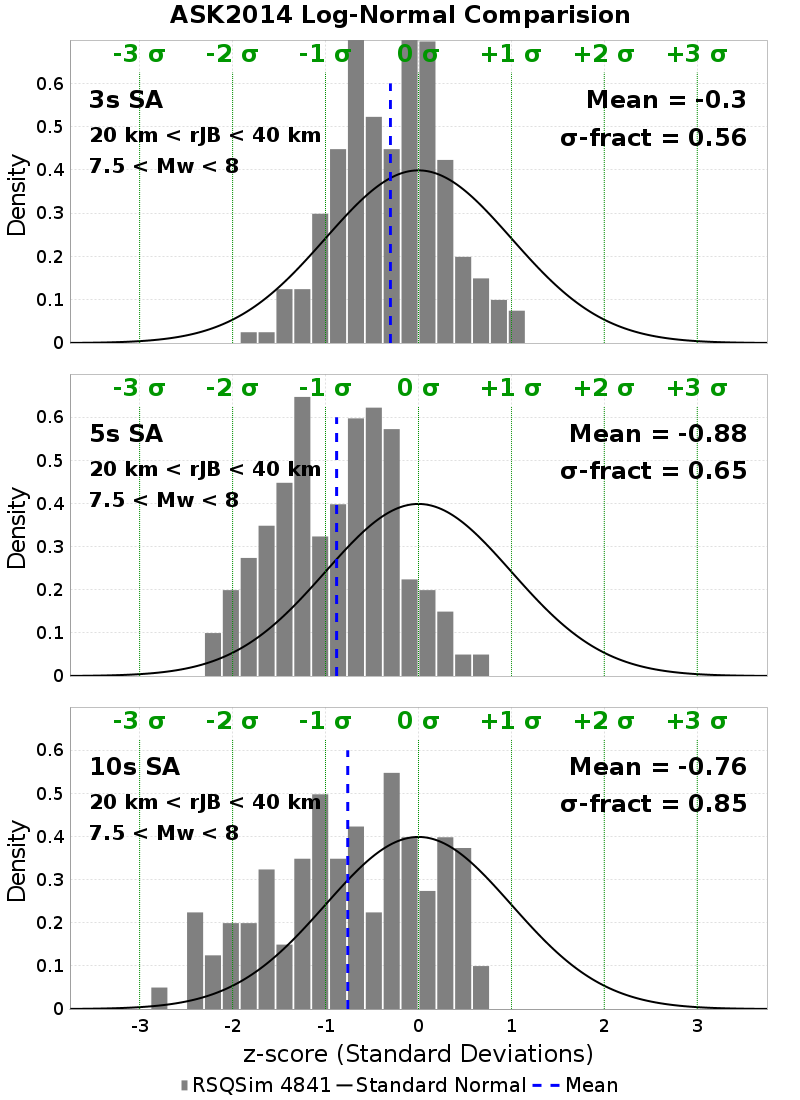 ASK2014 Log-Normal Comparision
-3 σ -2 σ -1 σ 0 σ +1 σ +2 σ +3 σ
0.6
3s SA Mean = -0.3
0.5
20 km < rJB < 40 km σ-fract = 0.56
7.5 < Mw < 8
0.4
0.3
0.2
0.1
0
Density
-3 σ -2 σ -1 σ 0 σ +1 σ +2 σ +3 σ
0.6
5s SA Mean = -0.88
0.5
20 km < rJB < 40 km σ-fract = 0.65
7.5 < Mw < 8
0.4
0.3
0.2
0.1
0
Density
-3 σ -2 σ -1 σ 0 σ +1 σ +2 σ +3 σ
0.6
10s SA Mean = -0.76
0.5
20 km < rJB < 40 km σ-fract = 0.85
7.5 < Mw < 8
0.4
0.3
0.2
0.1
0
Density
-3 -2 -1 0 1 2 3
z-score (Standard Deviations)
RSQSim 4841 Standard Normal Mean